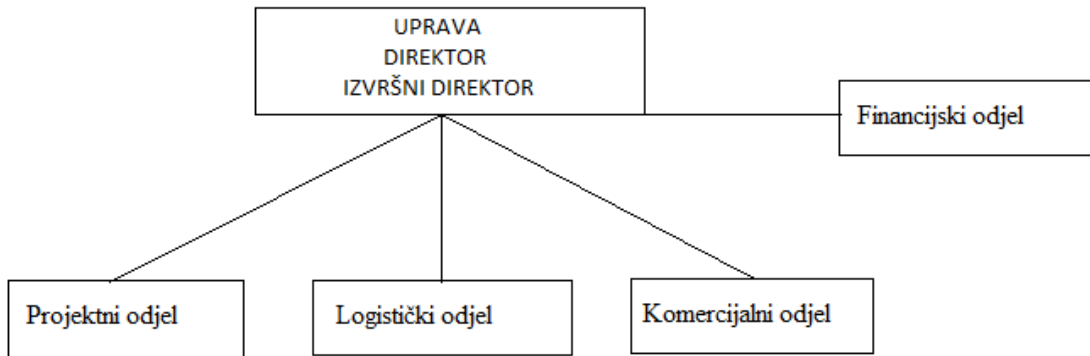 UPRAVA
DIREKTOR
IZVRŠNI DIREKTOR
Financijski odjel
Projektni odjel
Logistički odjel
Komercijalni odjel